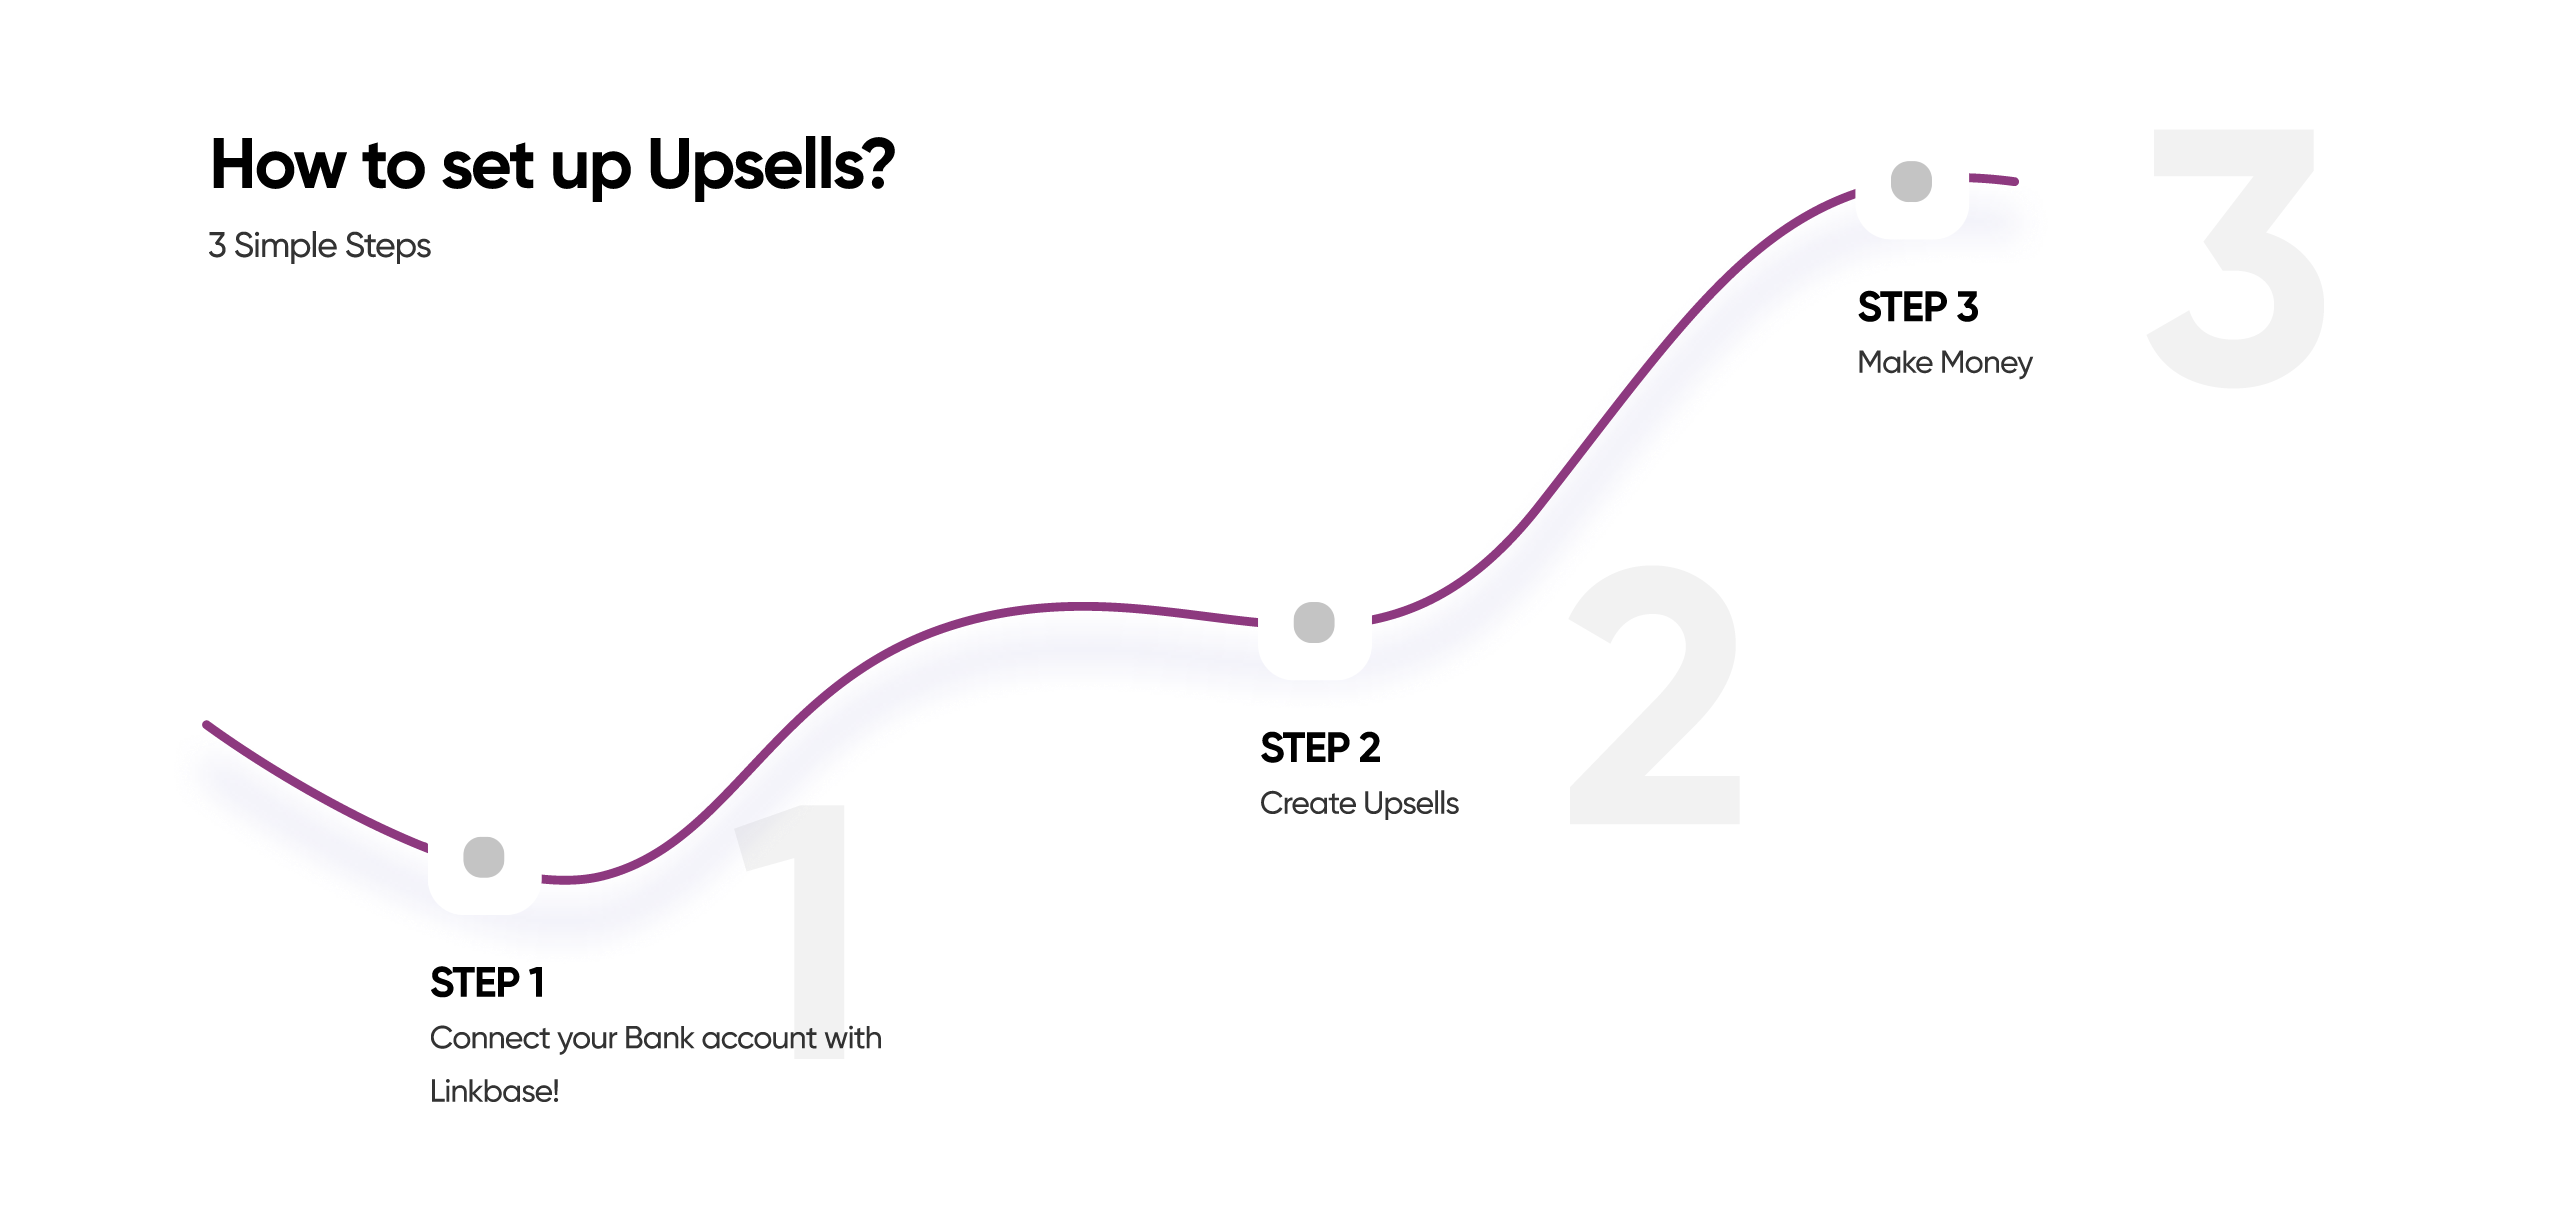 How to set up Upsells?
3 Simple Steps
1
STEP 1
Connect your Bank account with
Linkbase!
2
STEP 2
Create Upsells
3
STEP 3
Make Money